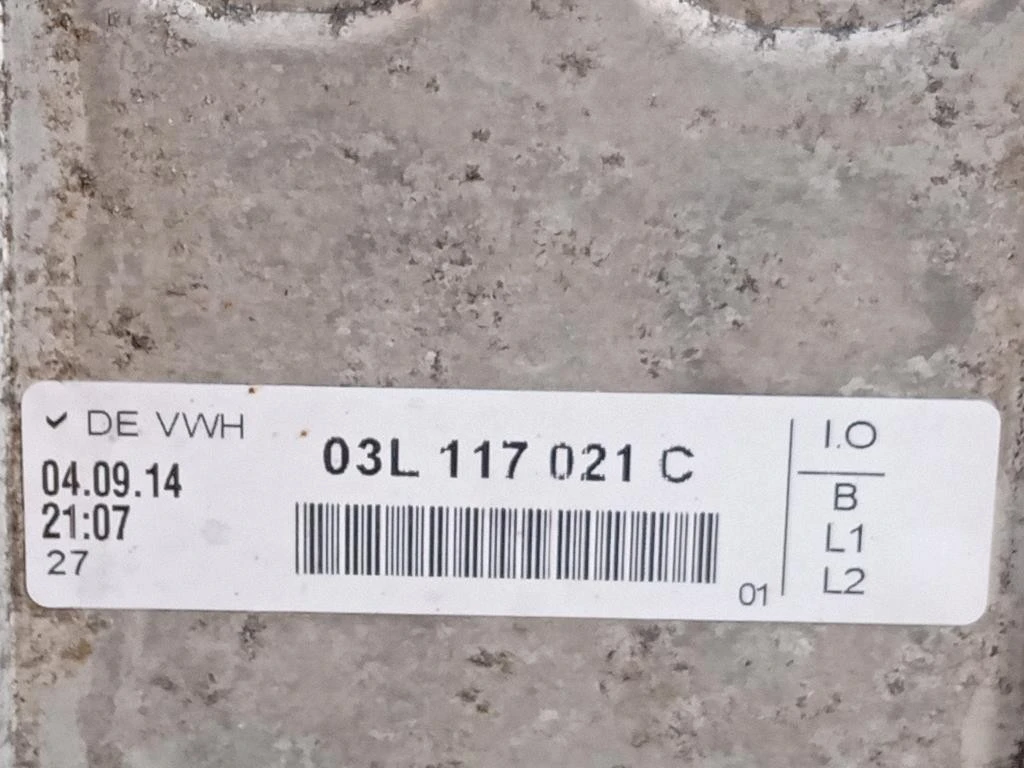 DE VWH
04.09.14
21:07
27
03L 117 021 C
01
I.O
B
L1
L2